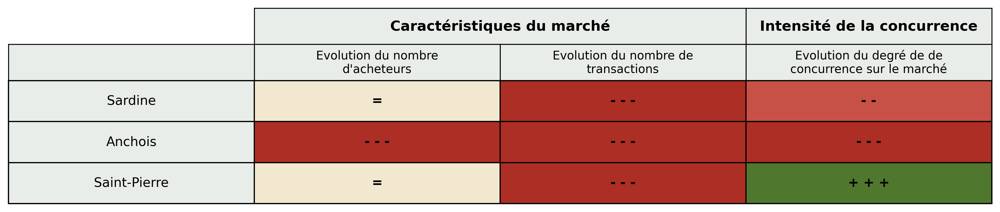 Caractéristiques du marché
Intensité de la concurrence
Evolution du nombre
d'acheteurs
Evolution du nombre de
transactions
Evolution du degré de de
concurrence sur le marché
Sardine
=
- - -
- -
Anchois
- - -
- - -
- - -
Saint-Pierre
=
- - -
+ + +